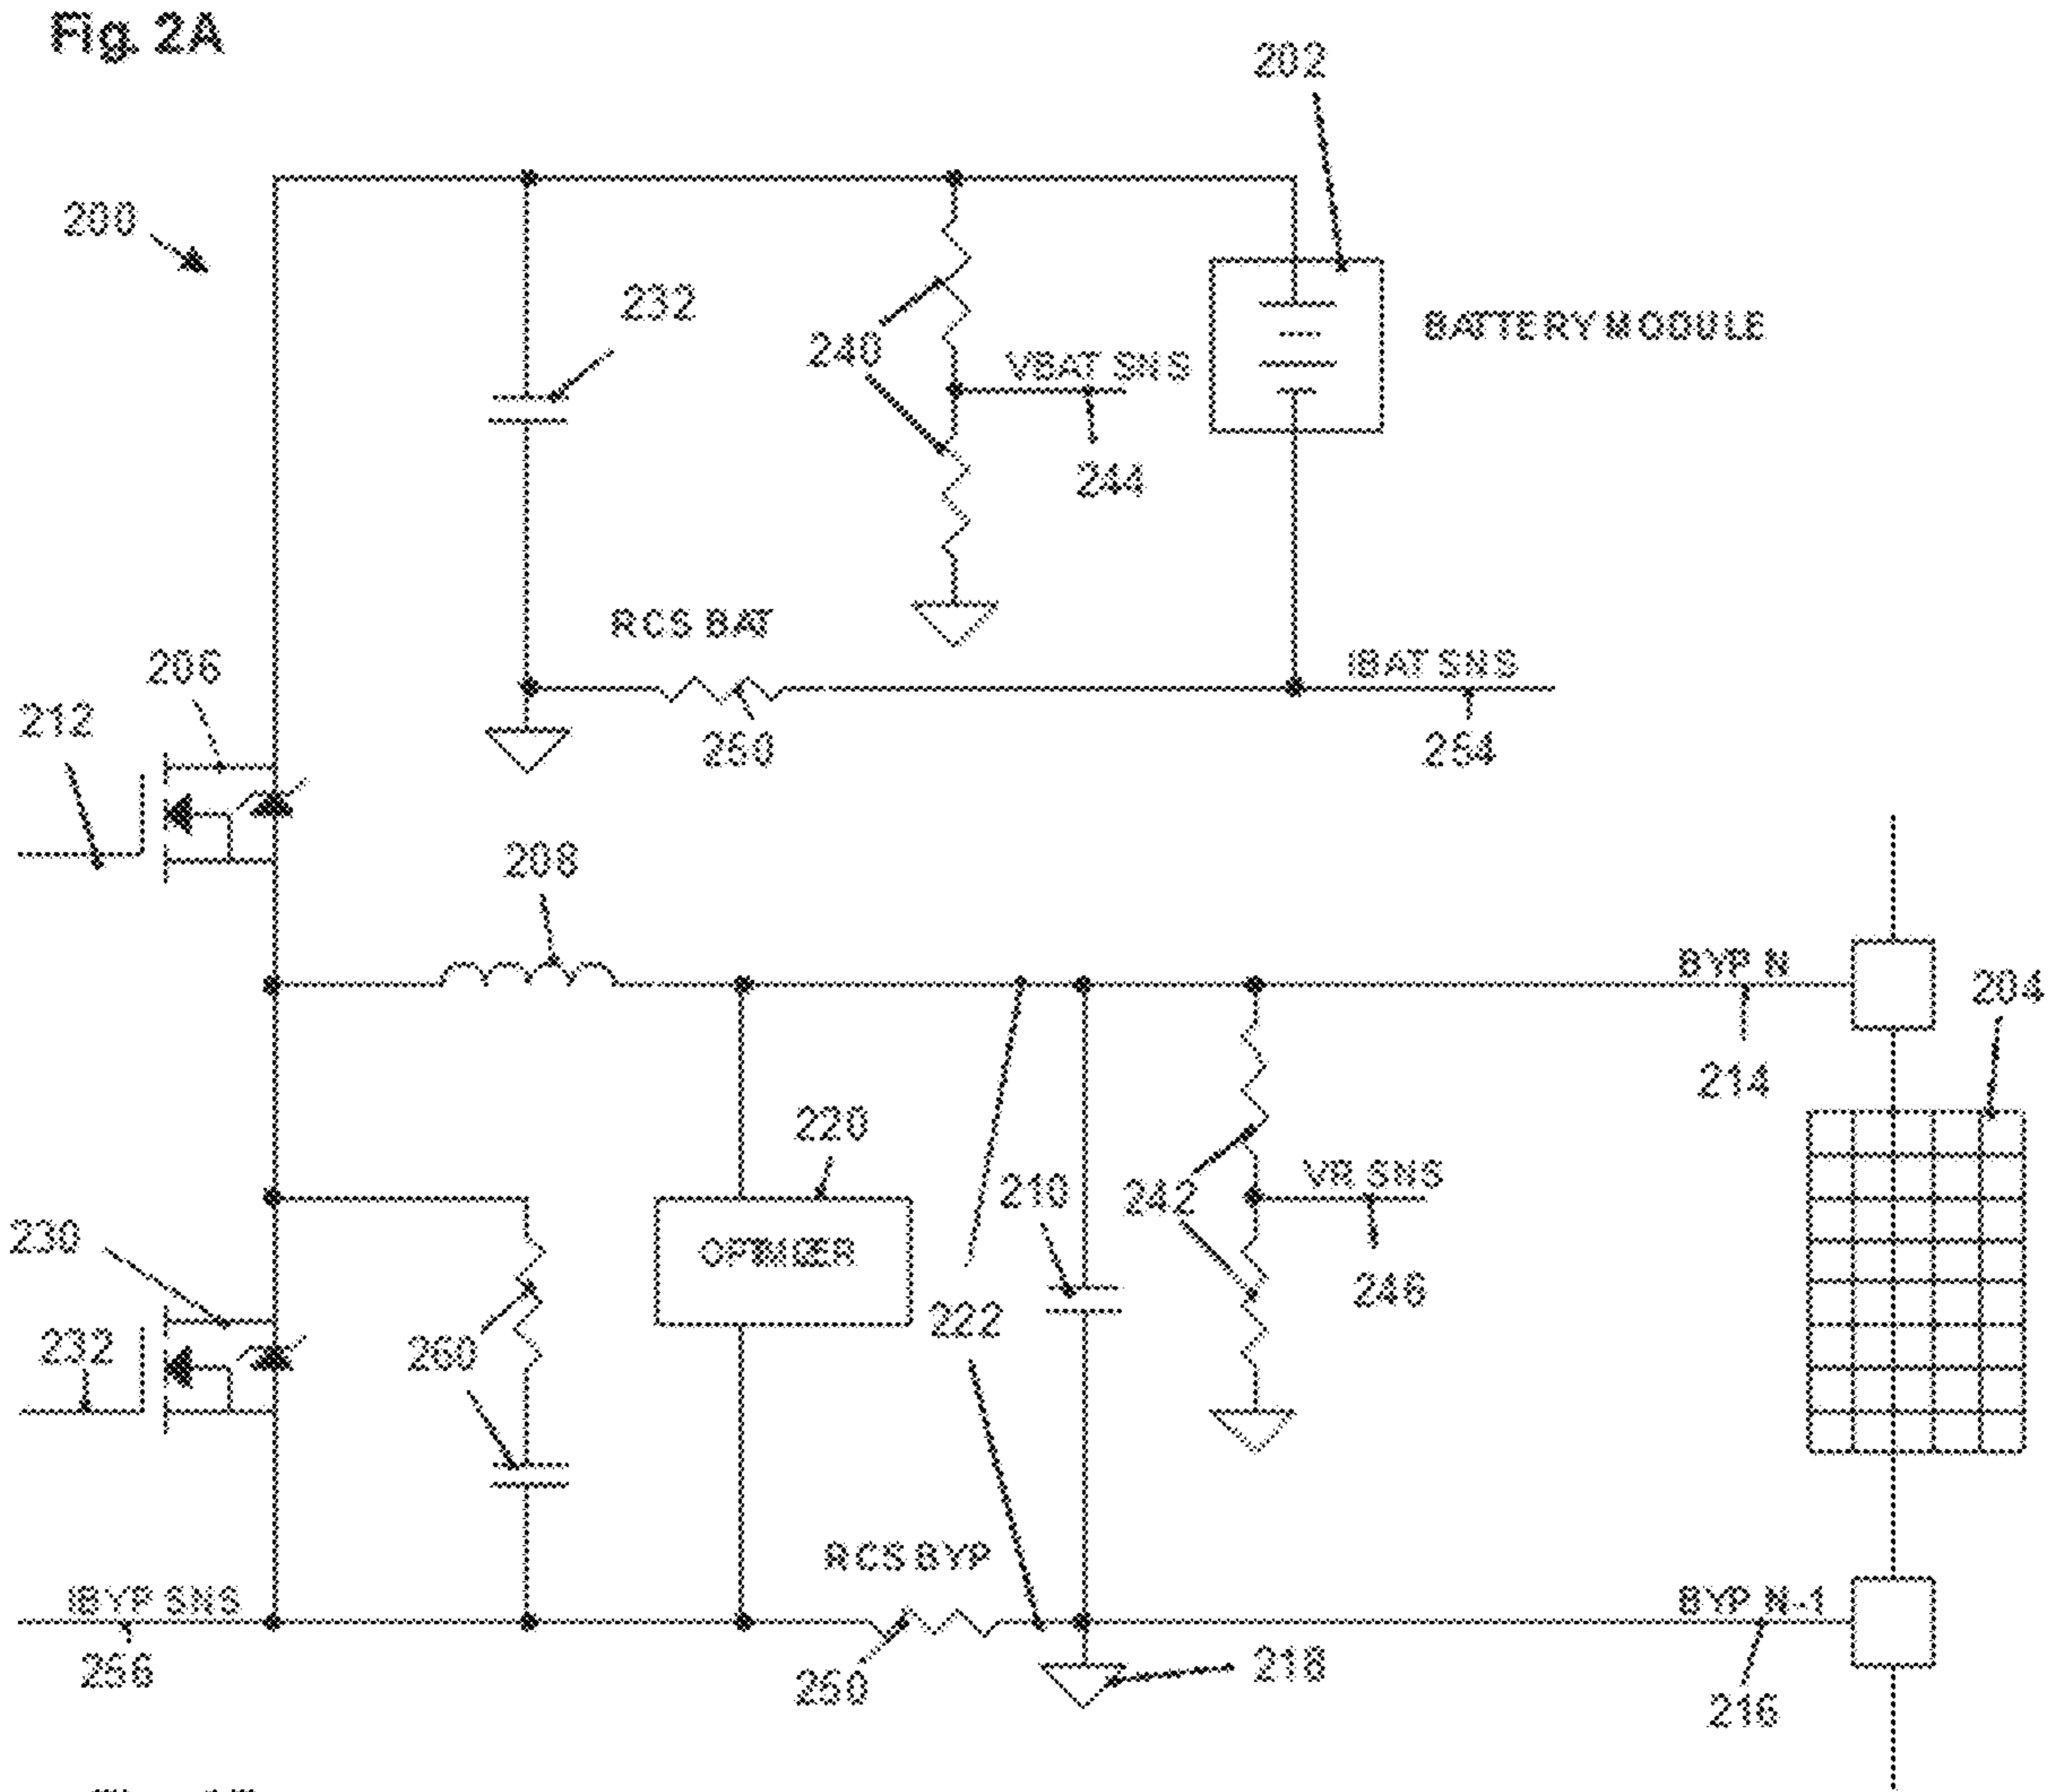 Fig. 2A
202
200
232
BATTERY MODULE
240
VBAT SNS
244
RCS BAT
206
IBAT SNS
212
250
254
208
BYP N
204
214
220
210
242
VR SNS
230
246
232
260
222
RCS BYP
IBYP SNS
BYP N-1
256
250
218
216